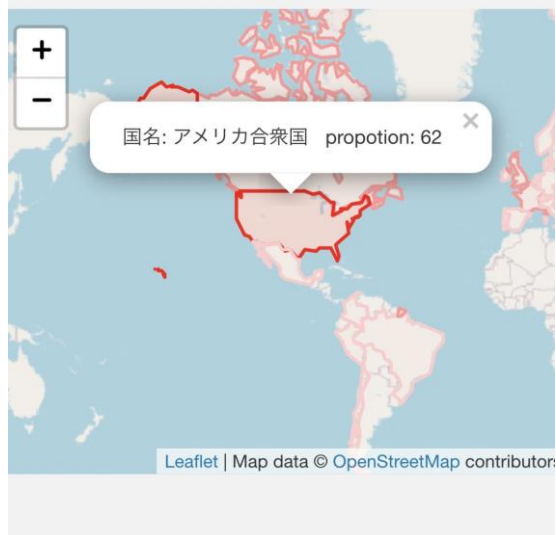 +
−
国名: アメリカ合衆国 propotion: 62
×
Leaflet | Map data © OpenStreetMap contributors